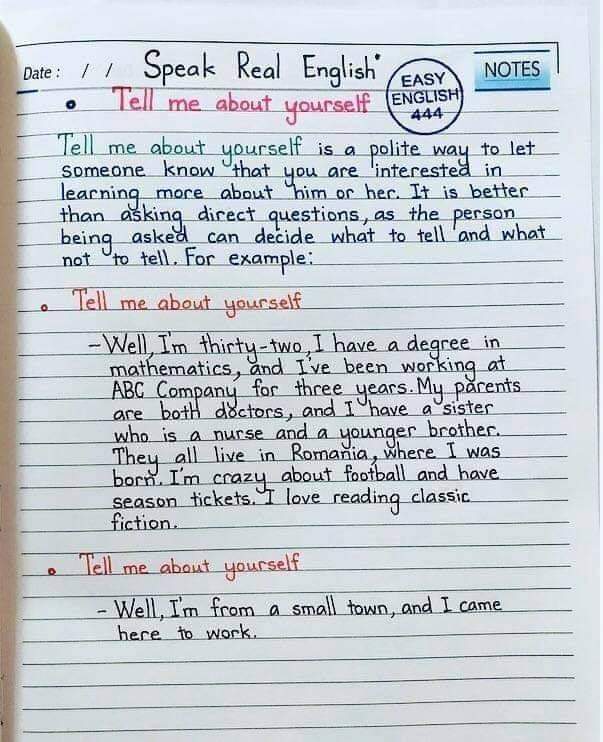 Date : / / Speak Real English
NOTES
EASY
ENGLISH
444
Tell me about yourself
Tell me about yourself is a polite way to let
someone know that you are interested in
learning more about him or her. It is better
than asking direct questions, as the person
being asked can decide what to tell and what
not to tell. For example:
Tell me about yourself
- Well, I'm thirty-two, I have a degree in
mathematics, and I've been working at
ABC Company for three years. My parents
are both doctors, and I have a sister
who is a nurse and a younger brother.
They all live in Romania, where I was
born. I'm crazy about football and have
season tickets. I love reading classic
fiction.
Tell me about yourself
- Well, I'm from a small town, and I came
here to work.